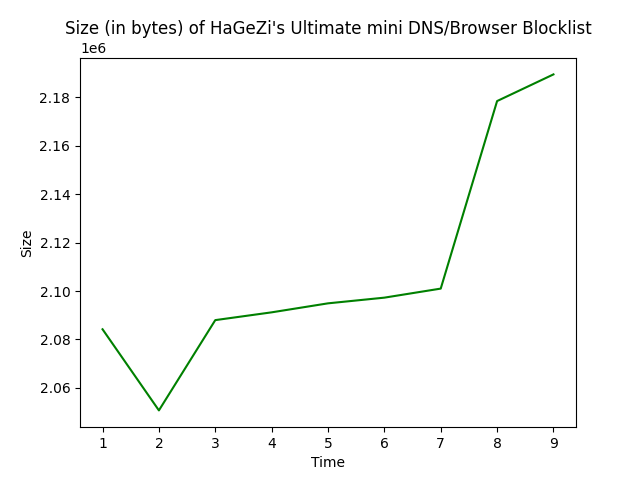 Size (in bytes) of HaGeZi's Ultimate mini DNS/Browser Blocklist
1e6
2.18
2.16
2.14
2.12
2.10
2.08
2.06
Size
1 2 3 4 5 6 7 8 9
Time